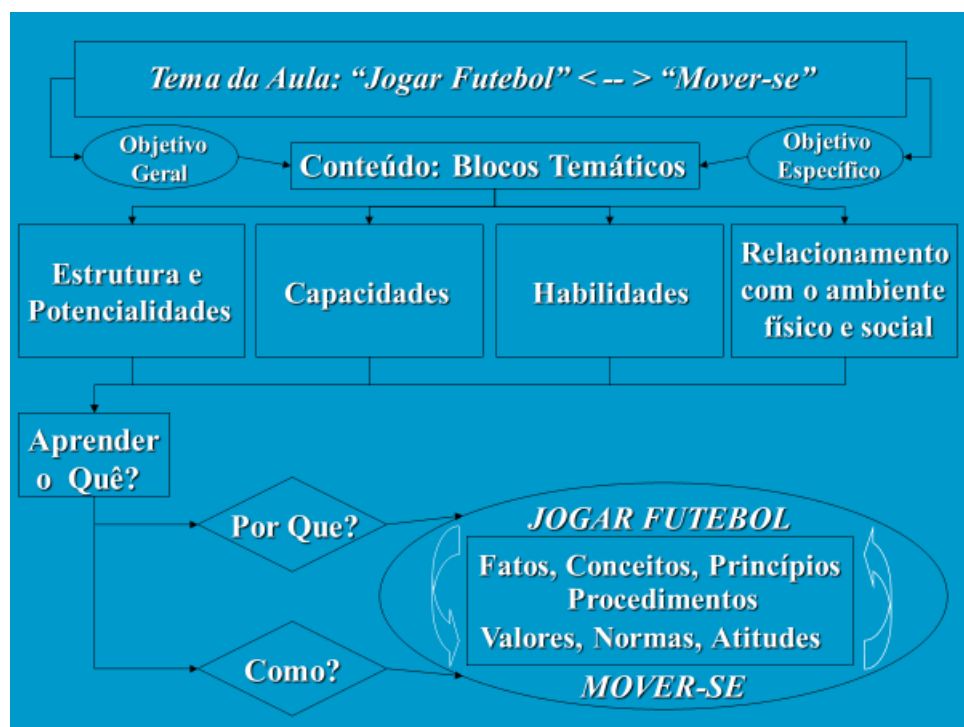 Tema da Aula: “Jogar Futebol” < -- > “Mover-se”
Objetivo
Geral
Conteúdo: Blocos Temáticos
Objetivo
Específico
Estrutura e
Potencialidades
Capacidades
Habilidades
Relacionamento
com o ambiente
físico e social
Aprender
o Quê?
Por Que?
JOGAR FUTEBOL
Fatos, Conceitos, Princípios
Procedimentos
Valores, Normas, Atitudes
Como?
MOVER-SE